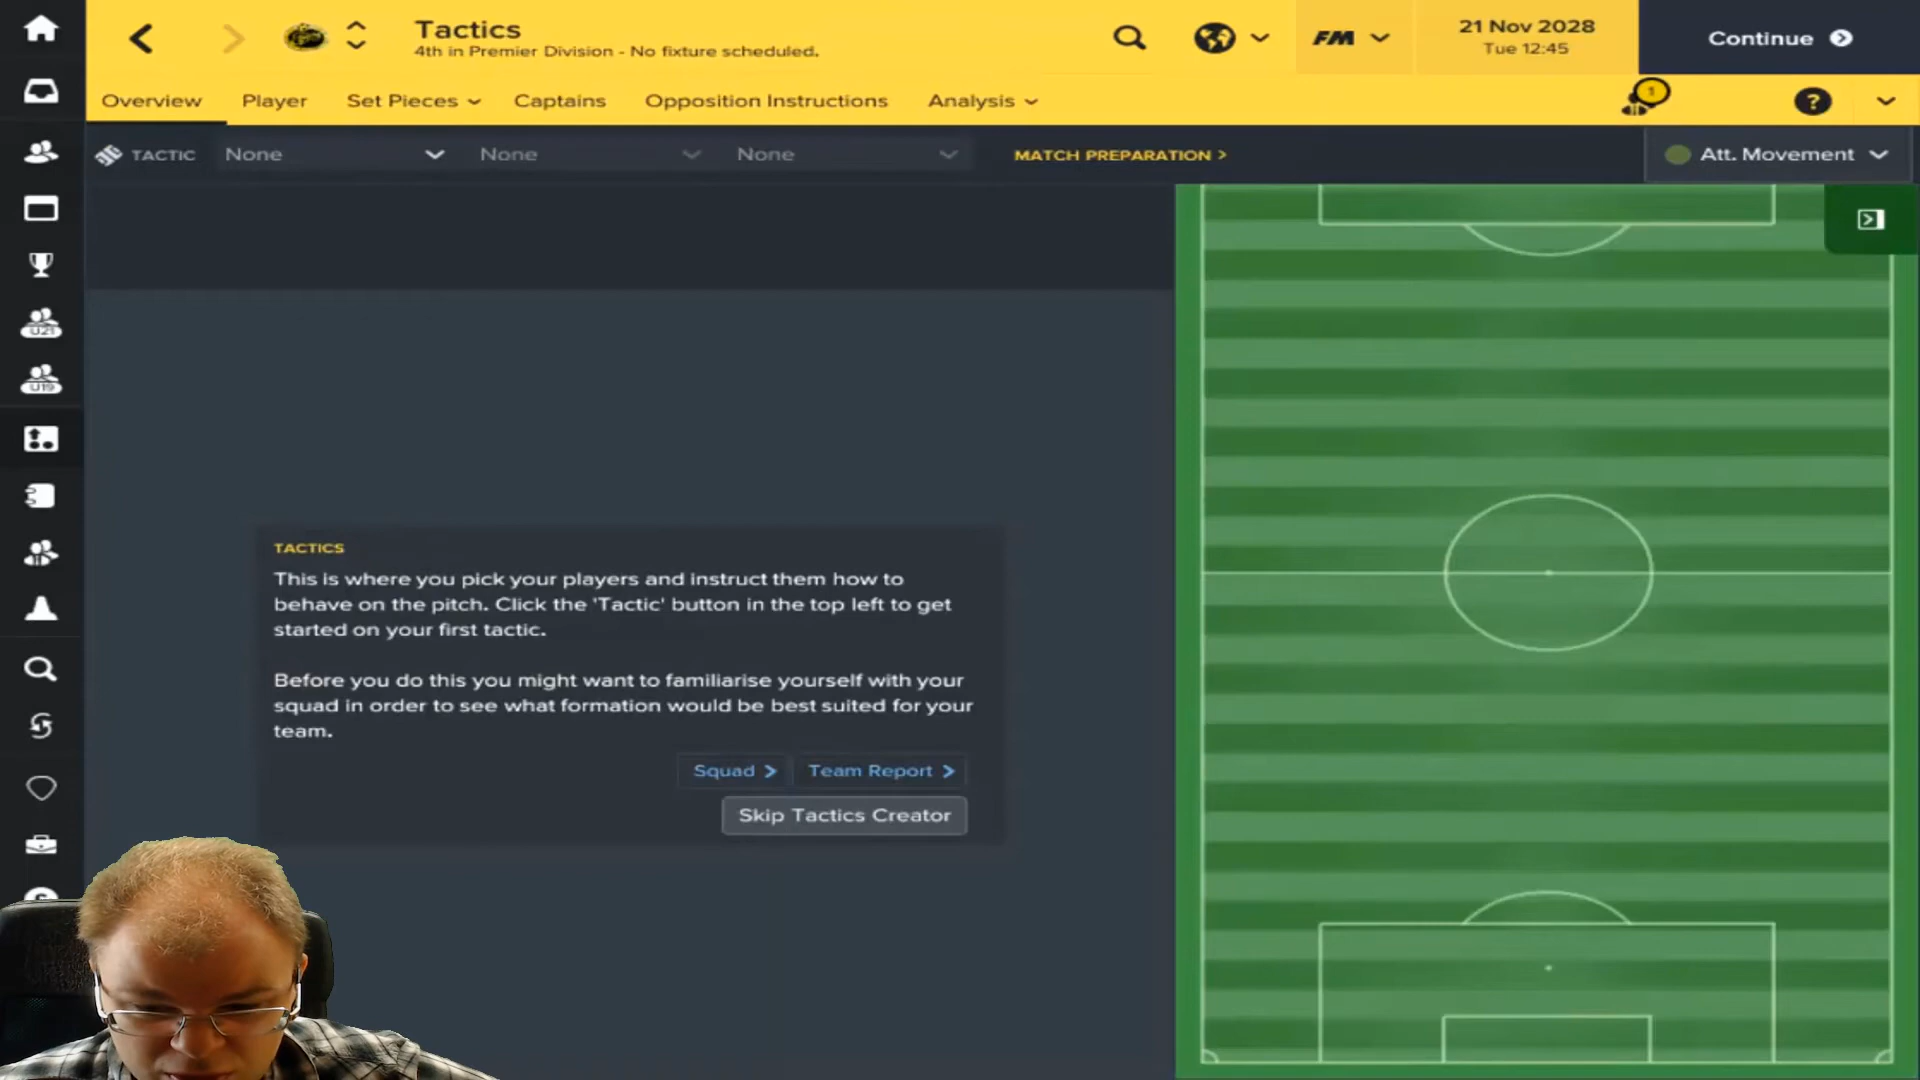 Tactics
4th in Premier Division - No fixture scheduled.
FM
21 Nov 2028
Tue 12:45
Continue
Overview
Player
Set Pieces
Captains
Opposition Instructions
Analysis
1
?
TACTIC
None
None
None
MATCH PREPARATION >
Att. Movement
U21
U19
TACTICS
This is where you pick your players and instruct them how to
behave on the pitch. Click the 'Tactic' button in the top left to get
started on your first tactic.
Before you do this you might want to familiarise yourself with your
squad in order to see what formation would be best suited for your
team.
Squad >
Team Report >
Skip Tactics Creator